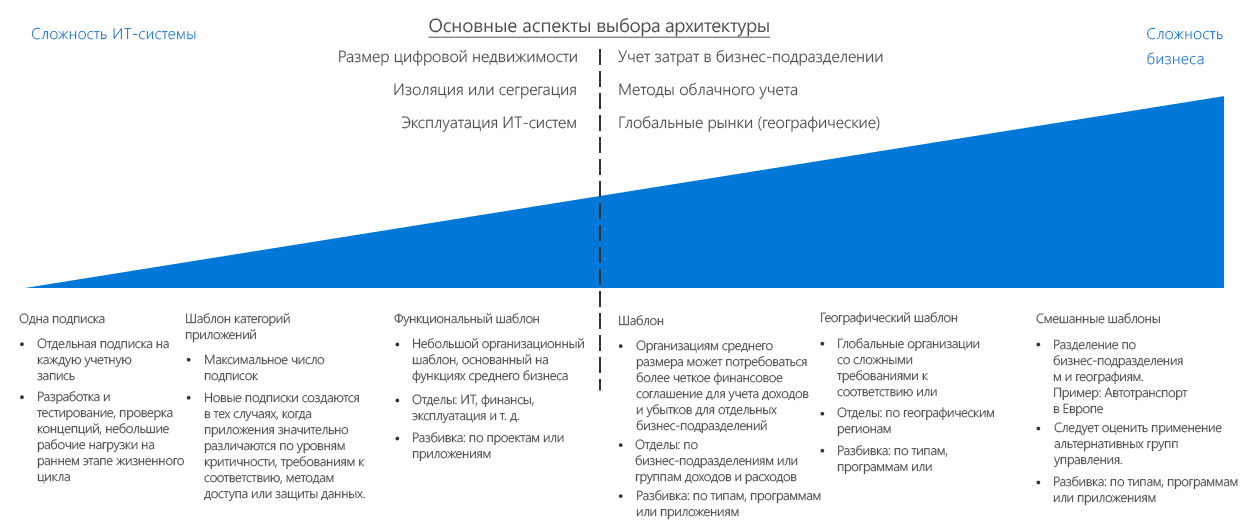 Основные аспекты выбора архитектуры
Сложность ИТ-системы
Сложность
бизнеса
Размер цифровой недвижимости
Изоляция или сегрегация
Эксплуатация ИТ-систем
Учет затрат в бизнес-подразделении
Методы облачного учета
Глобальные рынки (географические)
Одна подписка
• Отдельная подписка на
каждую учетную
запись
• Разработка и
тестирование, проверка
концепций, небольшие
рабочие нагрузки на
раннем этапе жизненного
цикла
Шаблон категорий
приложений
• Максимальное число
подписок
• Новые подписки создаются
в тех случаях, когда
приложения значительно
различаются по уровням
критичности, требованиям к
соответствию, методам
доступа или защиты данных.
Функциональный шаблон
• Небольшой организационный
шаблон, основанный на
функциях среднего бизнеса
• Отделы: ИТ, финансы,
эксплуатация и т. д.
• Разбивка: по проектам или
приложениям
Шаблон
• Организациям среднего
размера может потребоваться
более четкое финансовое
соглашение для учета доходов
и убытков для отдельных
бизнес-подразделений
• Отделы: по
бизнес-подразделениям или
группам доходов и расходов
• Разбивка: по типам, программам
или приложениям
Географический шаблон
• Глобальные организации
со сложными
требованиями к
соответствию или
• Отделы: по географическим
регионам
• Разбивка: по типам,
программам или
Смешанные шаблоны
• Разделение по
бизнес-подразделения
м и географиям.
Пример: Автотранспорт
в Европе
• Следует оценить применение
альтернативных групп
управления.
• Разбивка: по типам, программам
или приложениям